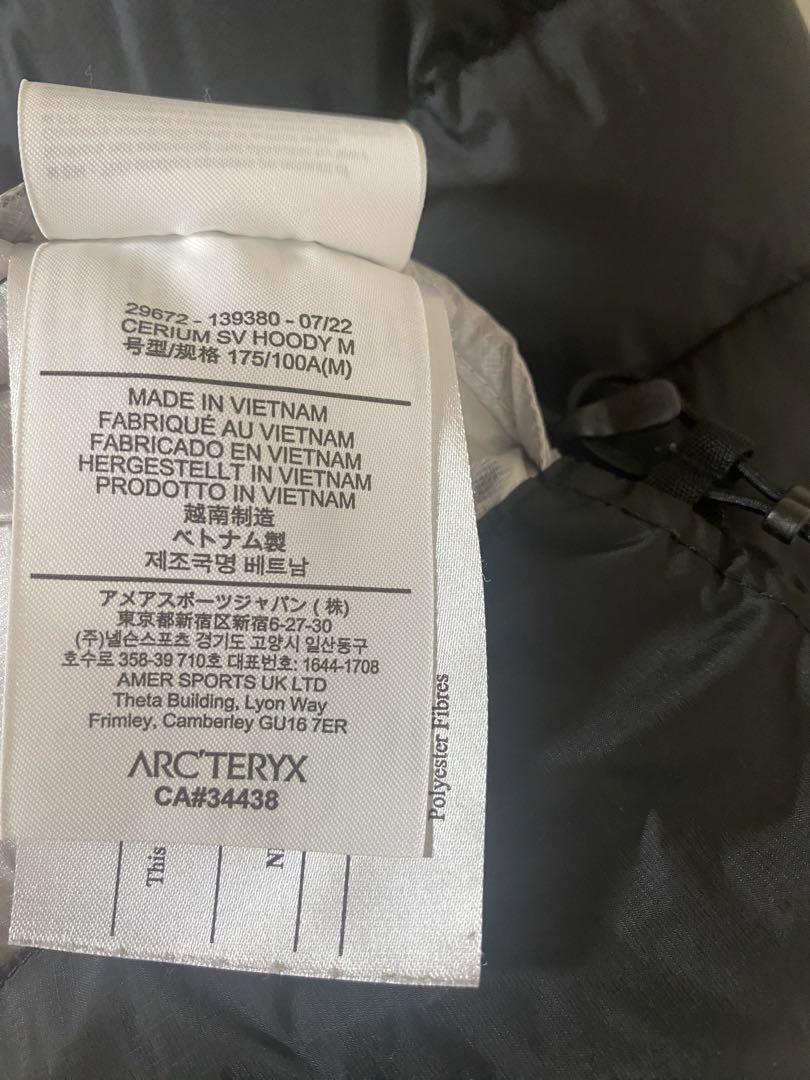 29672 - 139380 - 07/22
CERIUM SV HOODY M
号型/规格 175/100A(M)
MADE IN VIETNAM
FABRIQUÉ AU VIETNAM
FABRICADO EN VIETNAM
HERGESTELLT IN VIETNAM
PRODOTTO IN VIETNAM
越南制造
ベトナム製
제조국명 베트남
アメアスポーツジャパン ( 株)
東京都新宿区新宿6-27-30
(주)넬슨스포츠 경기도 고양시 일산동구
호수로 358-39 710호 대표번호: 1644-1708
AMER SPORTS UK LTD
Theta Building, Lyon Way
Frimley, Camberley GU16 7ER
ARC'TERYX
CA#34438
Polyester Fibres
This